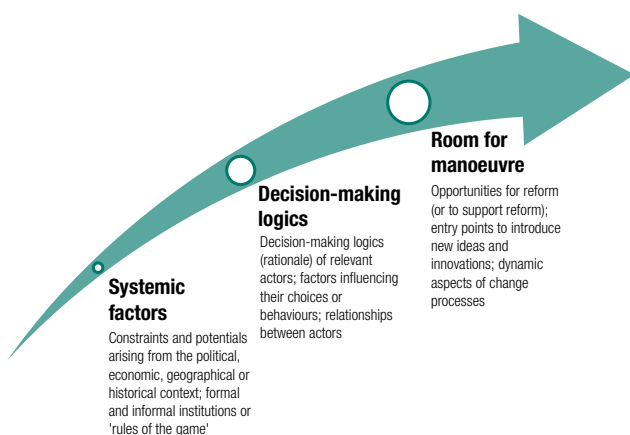 Systemic
factors
Constraints and potentials
arising from the political,
economic, geographical or
historical context; formal
and informal institutions or
'rules of the game'
Decision-making
logics
Decision-making logics
(rationale) of relevant
actors; factors influencing
their choices or
behaviours; relationships
between actors
Room for
manoeuvre
Opportunities for reform
(or to support reform);
entry points to introduce
new ideas and
innovations; dynamic
aspects of change
processes